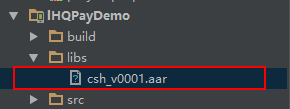 IHQPayDemo
build
libs
csh_v0001.aar
src